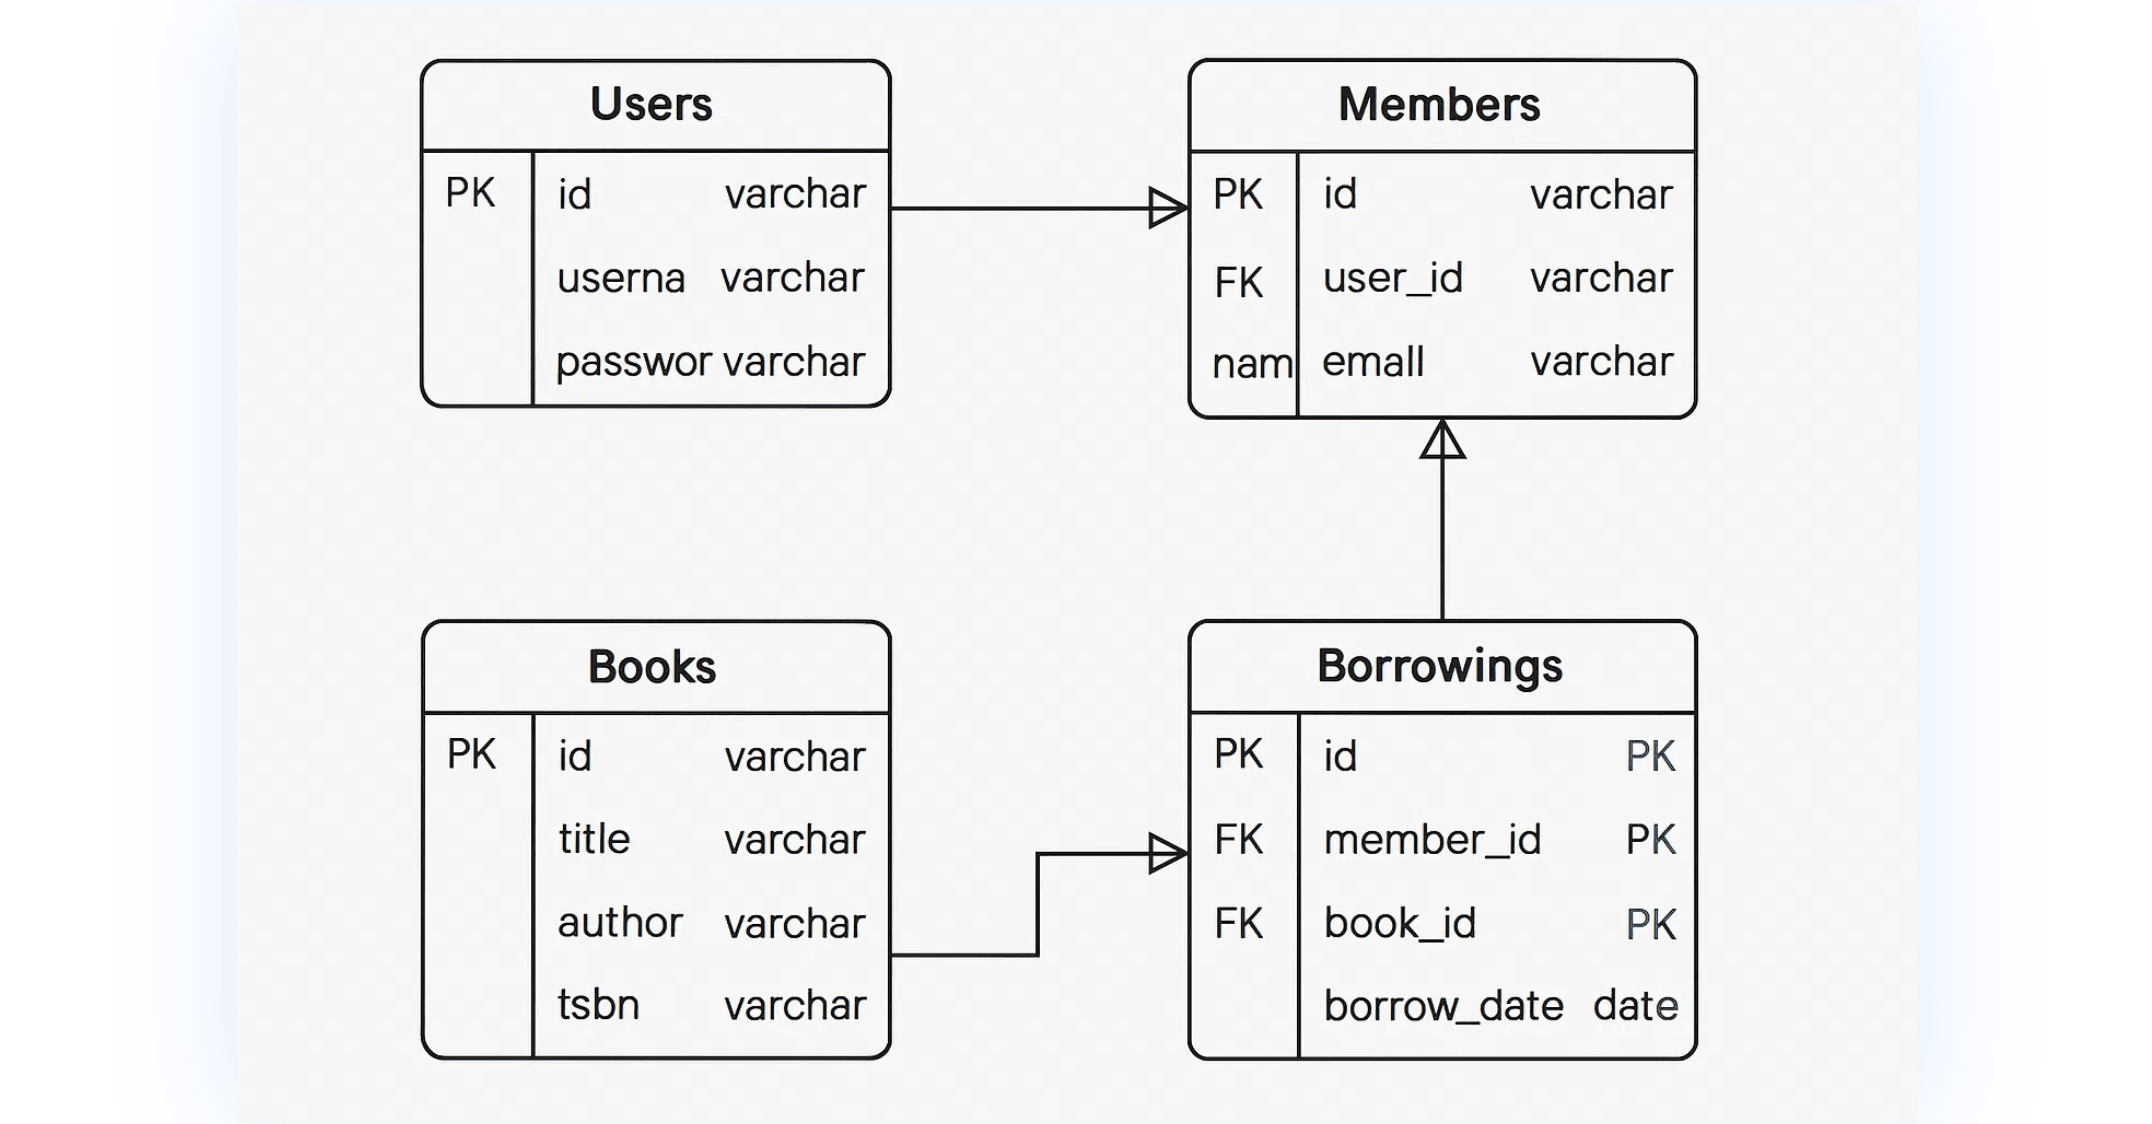 Users
PK id varchar
userna varchar
passwor varchar
Members
PK id varchar
FK user_id varchar
nam emall varchar
Books
PK id varchar
title varchar
author varchar
tsbn varchar
Borrowings
PK id PK
FK member_id PK
FK book_id PK
borrow_date date